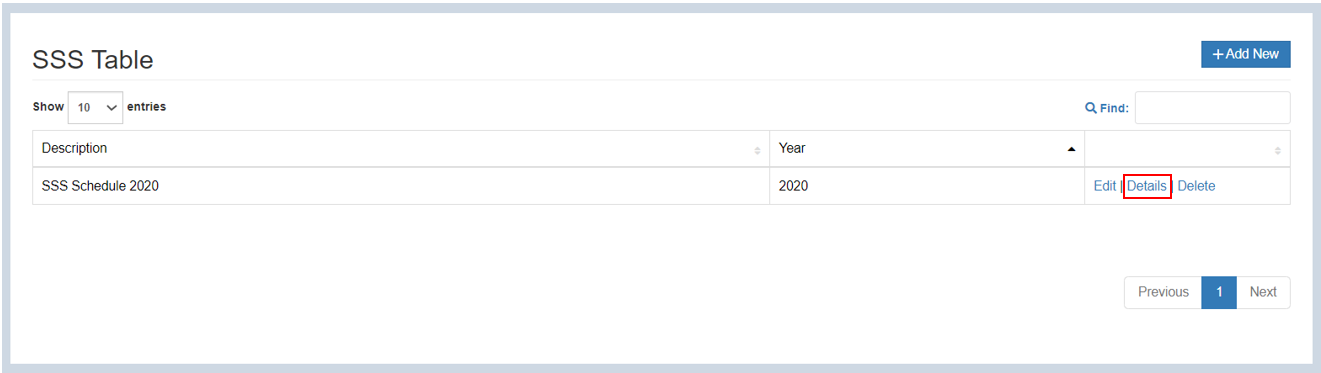 SSS Table
+Add New
Show 10 entries
Find:
Description Year
SSS Schedule 2020 2020 Edit | Details | Delete
Previous 1 Next